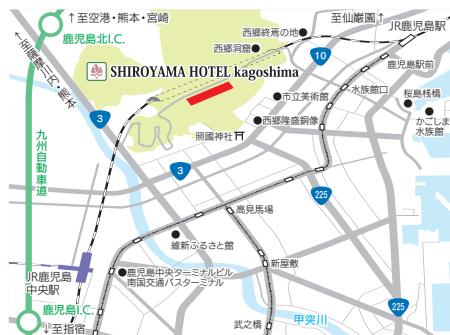 ↑至空港・熊本・宮崎
鹿児島北I.C.
至薩摩川内・熊本
西郷終焉の地
至仙巌園↑
JR鹿児島駅
西郷洞窟
10
鹿児島駅前
SHIROYAMA HOTEL kagoshima
水族館口
桜島桟橋
市立美術館
3
西郷隆盛銅像
かごしま
水族館
照國神社
九州自動車道
3
225
高見馬場
維新ふるさと館
JR鹿児島
中央駅
鹿児島中央ターミナルビル
南国交通バスターミナル
新屋敷
鹿児島I.C.
225
甲突川
↓至指宿
武之橋